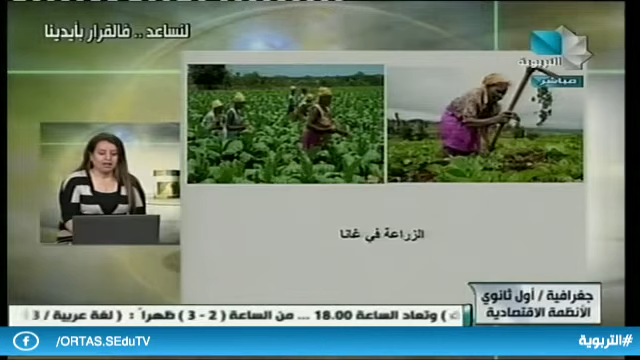 لنساعد .. فالقرار بأيدينا
التربوية
مباشر
الزراعة في غانا
جغرافية / أول ثانوي
الأنظمة الاقتصادية
) وتعاد الساعة 18.00 ... من الساعة (2 - 3) ظهراً : ( لغة عربية / 3
/ORTAS.SEduTV
#التربوية